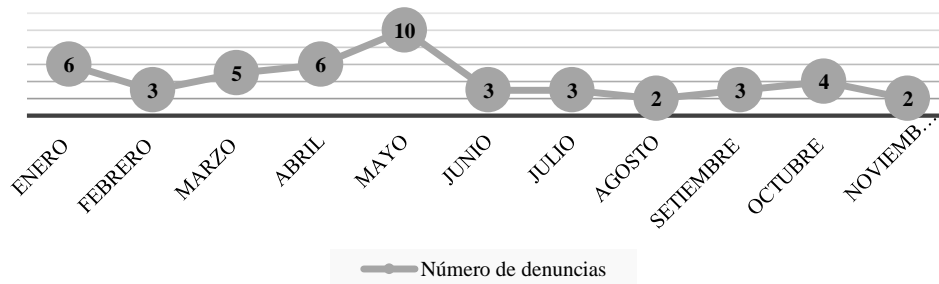 6
3
5
6
10
3
3
2
3
4
2
ENERO
FEBRERO
MARZO
ABRIL
MAYO
JUNIO
JULIO
AGOSTO
SETIEMBRE
OCTUBRE
NOVIEMB…
Número de denuncias